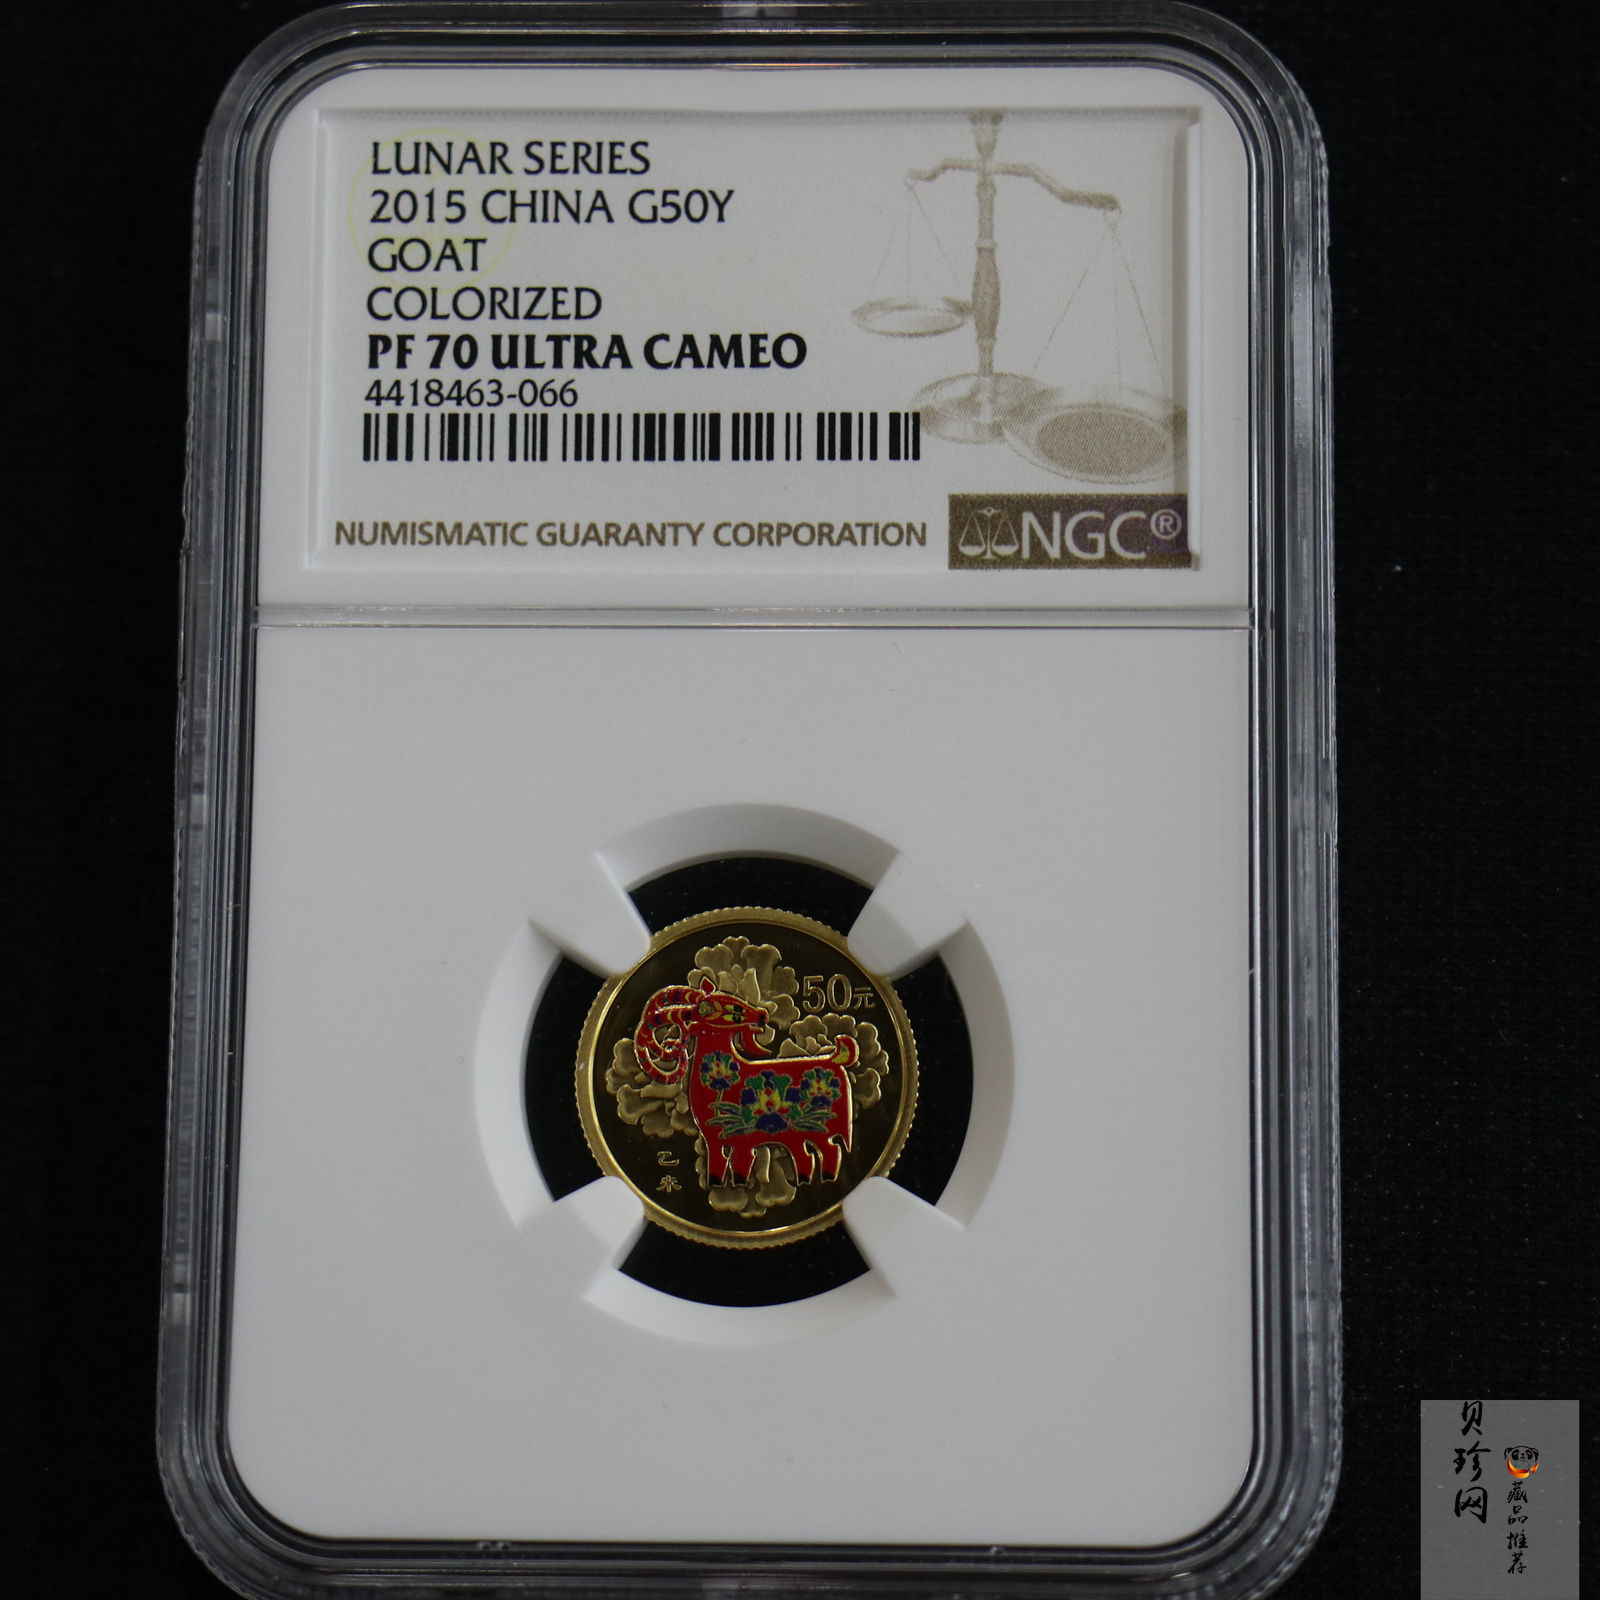 LUNAR SERIES
2015 CHINA G50Y
GOAT
COLORIZED
PF 70 ULTRA CAMEO
4418463-066
NUMISMATIC GUARANTY CORPORATION
NGC®
50元
乙
未
贝珍网
藏品推荐